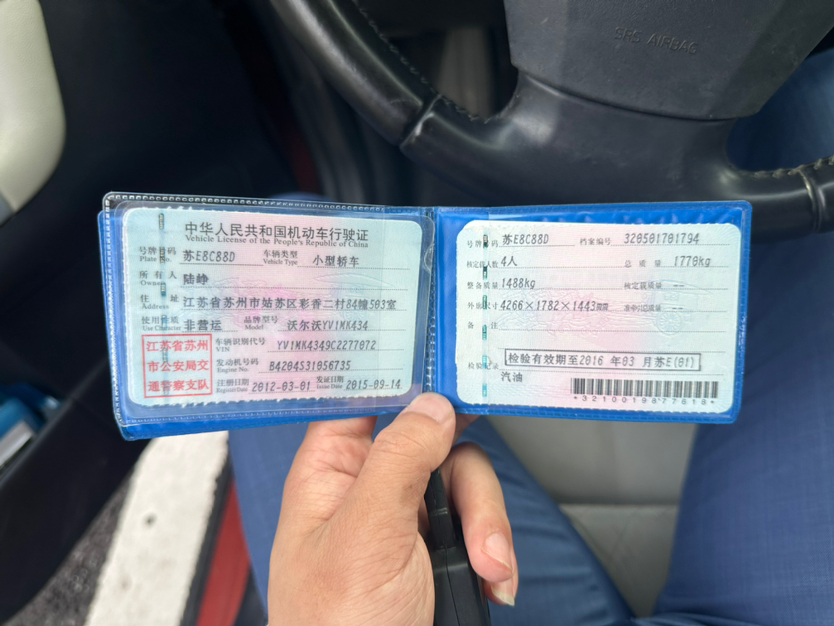 SRS AIRBAG
中华人民共和国机动车行驶证
Vehicle License of the People's Republic of China
号牌号码 苏E8C88D 车辆类型 小型轿车
Plate No. Vehicle Type
所有人 陆峥
Owner
住址 江苏省苏州市姑苏区彩香二村84幢503室
Address
使用性质 非营运 品牌型号 沃尔沃YV1MK434
Use Character Model
江苏省苏州
市公安局交
通警察支队
车辆识别代号 YV1MK4349C2277072
VIN
发动机号码 B4204S31056735
Engine No.
注册日期 2012-03-01 发证日期 2015-09-14
Register Date Issue Date
号牌号码 苏E8C88D 档案编号 320501701794
核定载人数 4人 总质量 1770kg
整备质量 1488kg 核定载质量 --
外廓尺寸 4266×1782×1443mm 准牵引总质量 --
备注
检验记录 检验有效期至2016年03月苏E(01)
汽油
*3210019877618*